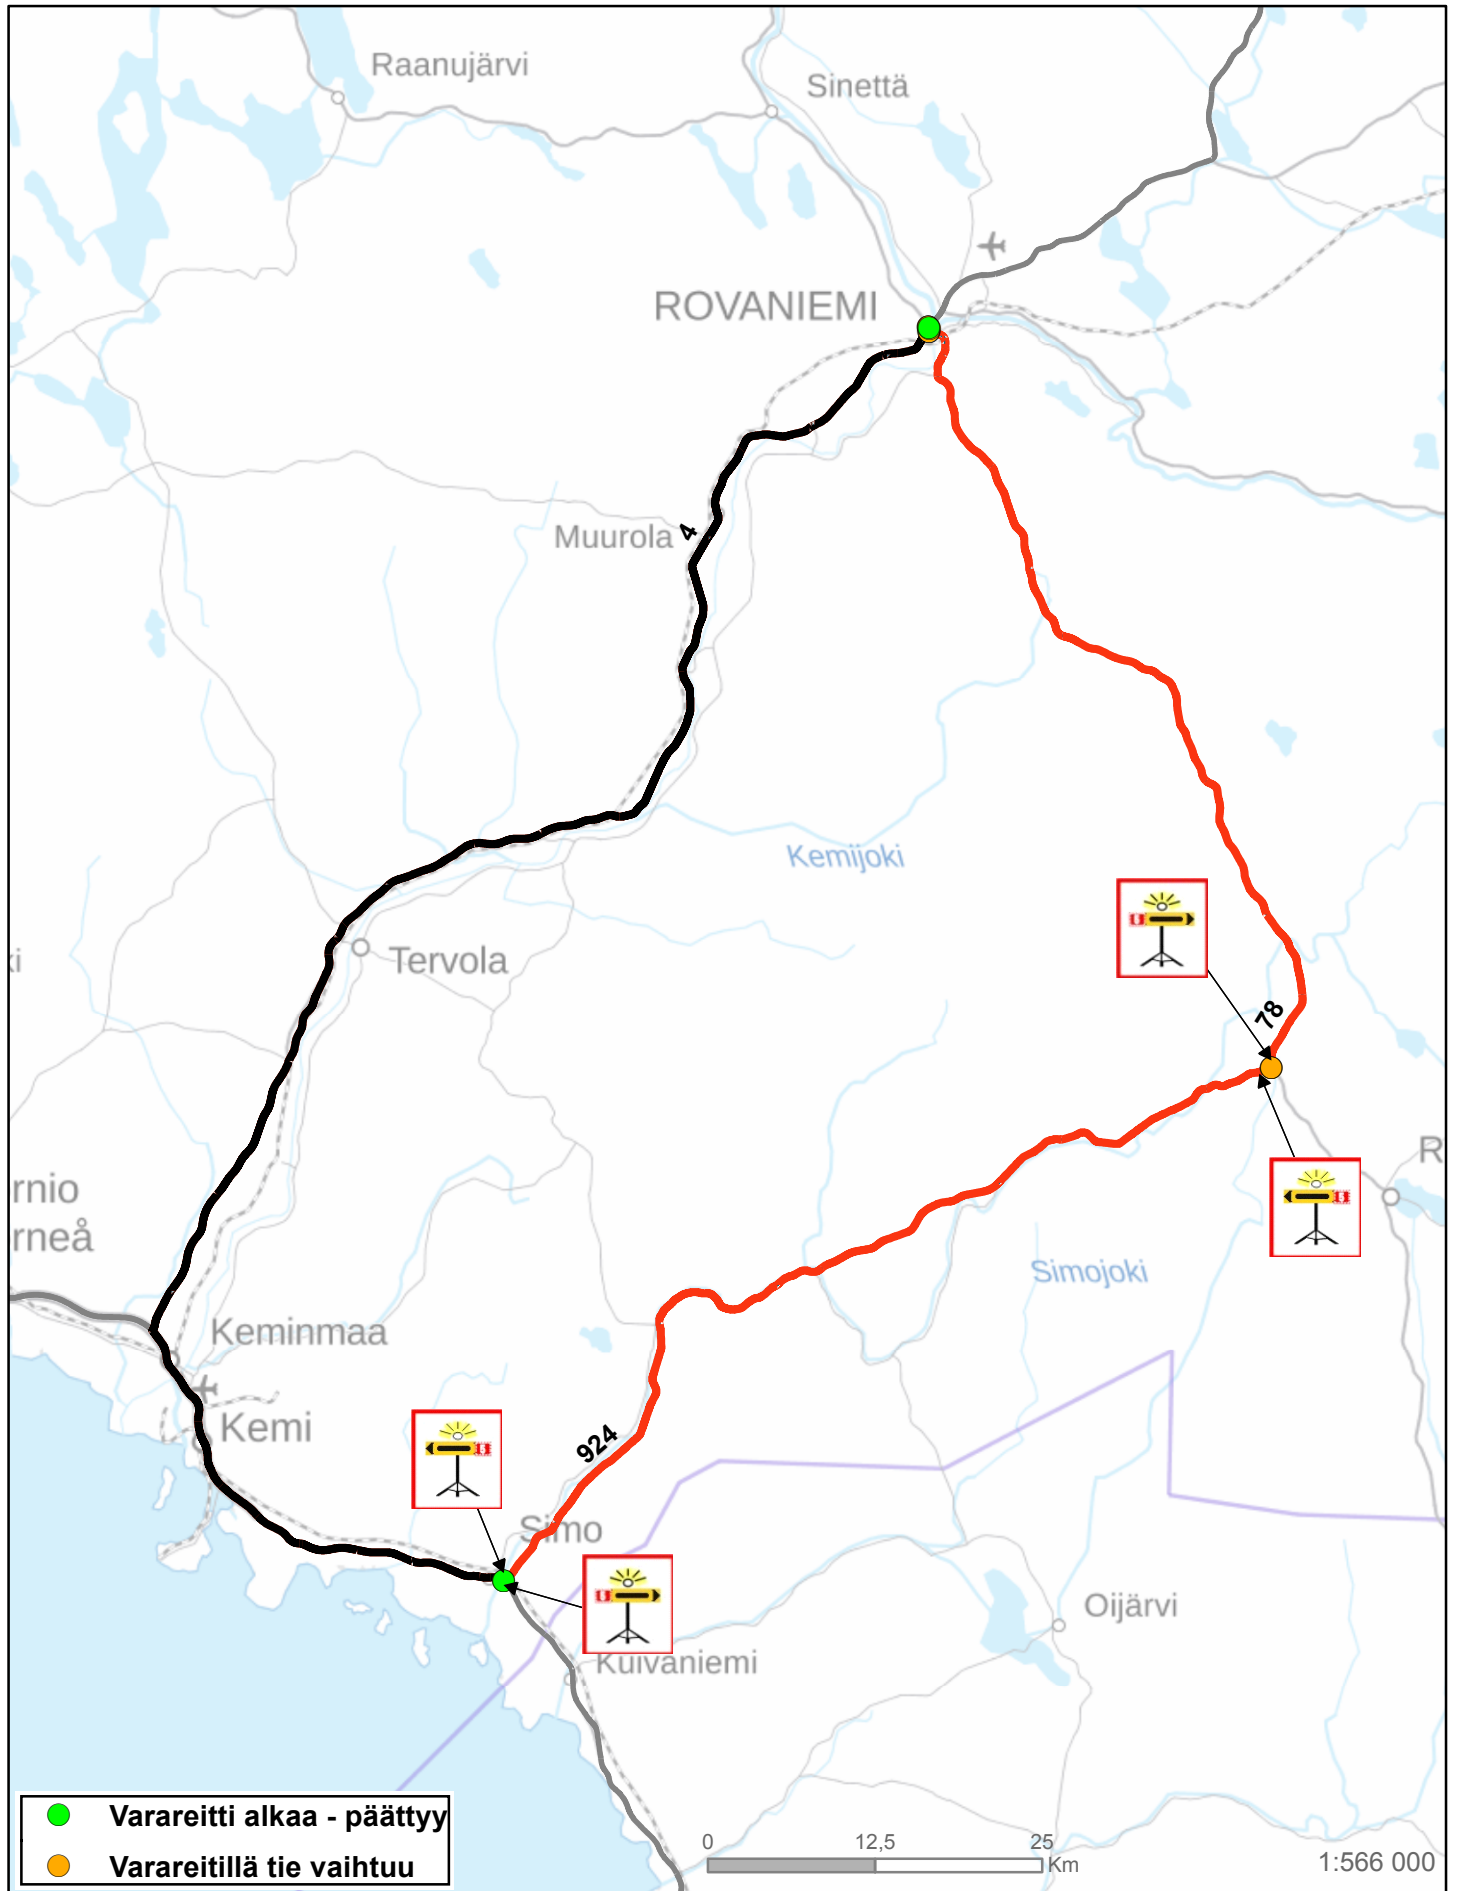 Raanujärvi
Sinettä
ROVANIEMI
Muurola
4
Kemijoki
Tervola
ki
78
R
rnio
rneå
Simojoki
Keminmaa
Kemi
924
Simo
Oijärvi
Kuivaniemi
Varareitti alkaa - päättyy
Varareitillä tie vaihtuu
0 12,5 25
Km
1:566 000